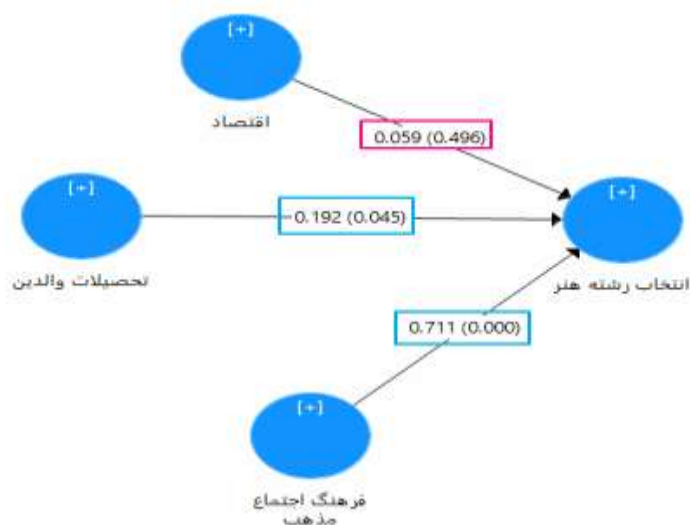 [+]
اقتصاد
0.059 (0.496)
[+]
تحصیلات والدین
0.192 (0.045)
[+]
انتخاب رشته هنر
0.711 (0.000)
[+]
فرهنگ اجتماع
مذهب